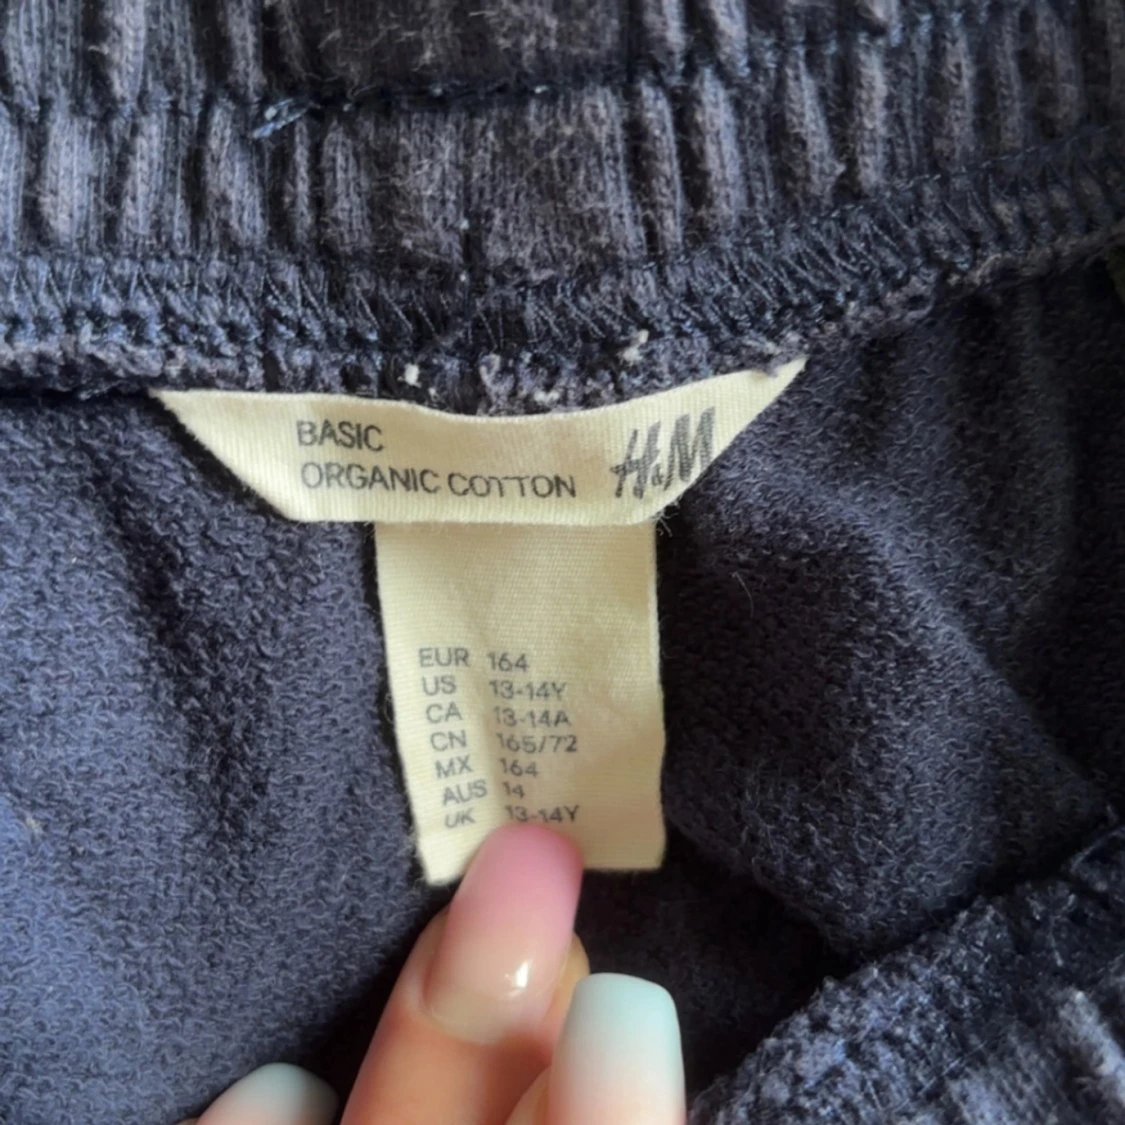 BASIC
ORGANIC COTTON H&M
EUR 164
US 13-14Y
CA 13-14A
CN 165/72
MX 164
AUS 14
UK 13-14Y